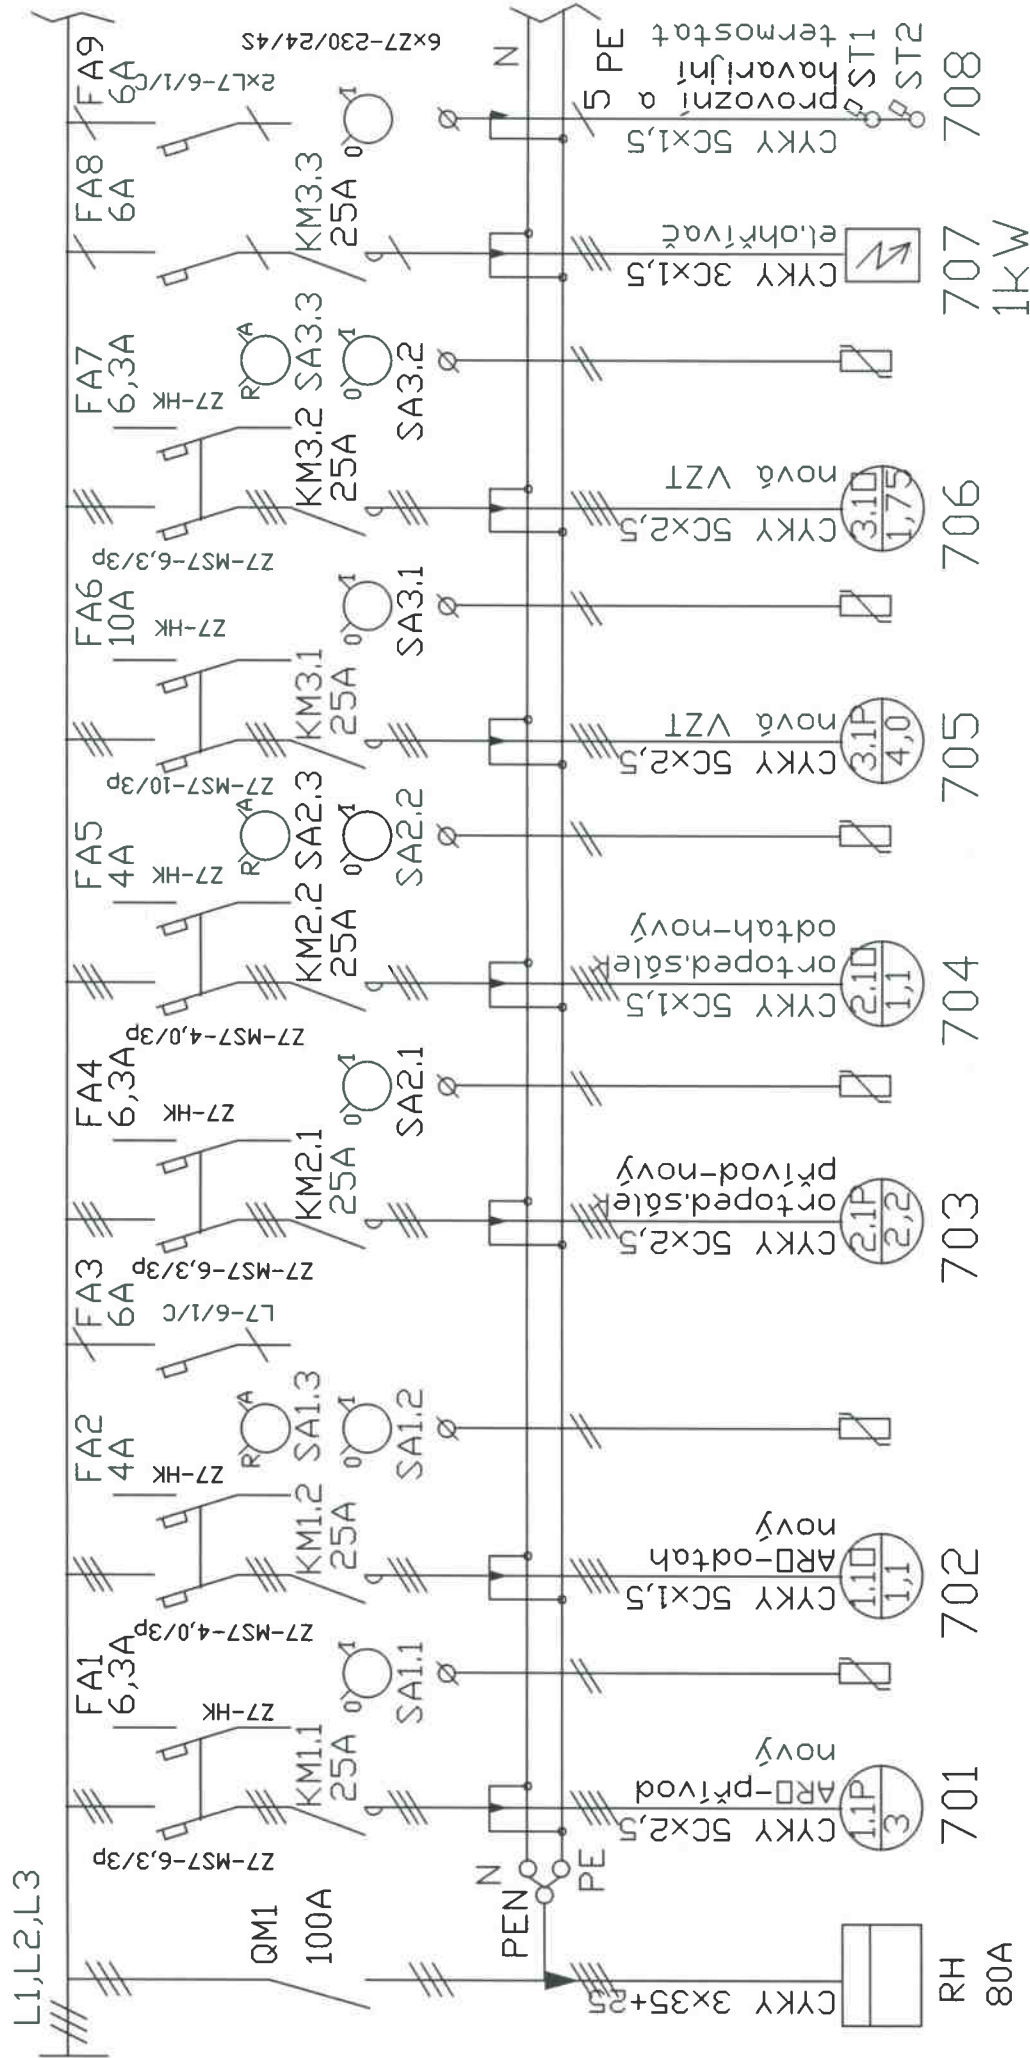 L1,L2,L3
QM1
100A
PEN
N
PE
CYKY 3x35+25
RH
80A
FA1
6,3A
Z7-MS7-6,3/3p
Z7-HK
KM1.1
25A
SA1.1
O
I
CYKY 5Cx2,5
ARO-přívod
nový
1.1P
3
701
FA2
4A
Z7-MS7-4,0/3p
Z7-HK
KM1.2
25A
R
A
SA1.3
O
I
SA1.2
CYKY 5Cx1,5
ARO-odtah
nový
1.1O
1,1
702
FA3
6A
L7-6/1/C
FA4
6,3A
Z7-MS7-6,3/3p
Z7-HK
KM2.1
25A
O
I
SA2.1
CYKY 5Cx2,5
ortoped.sálek
přívod-nový
2.1P
2,2
703
FA5
4A
Z7-MS7-4,0/3p
Z7-HK
KM2.2
25A
R
A
SA2.3
O
I
SA2.2
CYKY 5Cx1,5
ortoped.sálek
odtah-nový
2.1O
1,1
704
FA6
10A
Z7-MS7-10/3p
Z7-HK
KM3.1
25A
O
I
SA3.1
CYKY 5Cx2,5
nová VZT
3.1P
4,0
705
FA7
6,3A
Z7-MS7-6,3/3p
Z7-HK
KM3.2
25A
R
A
SA3.3
O
I
SA3.2
CYKY 5Cx2,5
nová VZT
3.1O
1,75
706
FA8
6A
KM3.3
25A
CYKY 3Cx1,5
el.ohřívač
707
1kW
FA9
6A
2xL7-6/1/C
O
I
6xZ7-230/24/4S
N
PE
5
CYKY 5Cx1,5
provozní a
havarijní
termostat
ST1
ST2
708